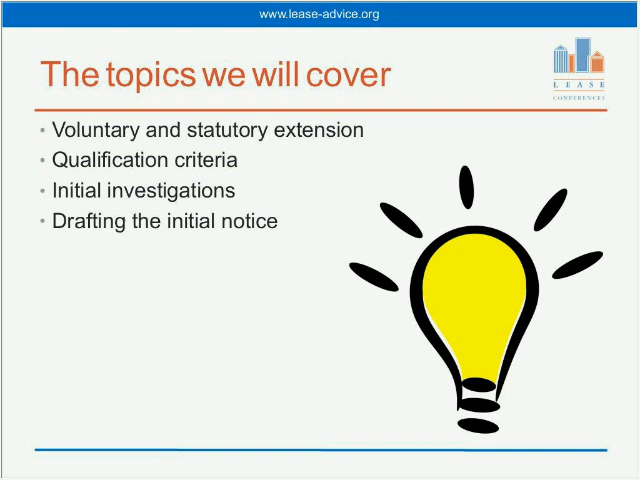 www.lease-advice.org
The topics we will cover
LEASE
CONFERENCES
• Voluntary and statutory extension
• Qualification criteria
• Initial investigations
• Drafting the initial notice